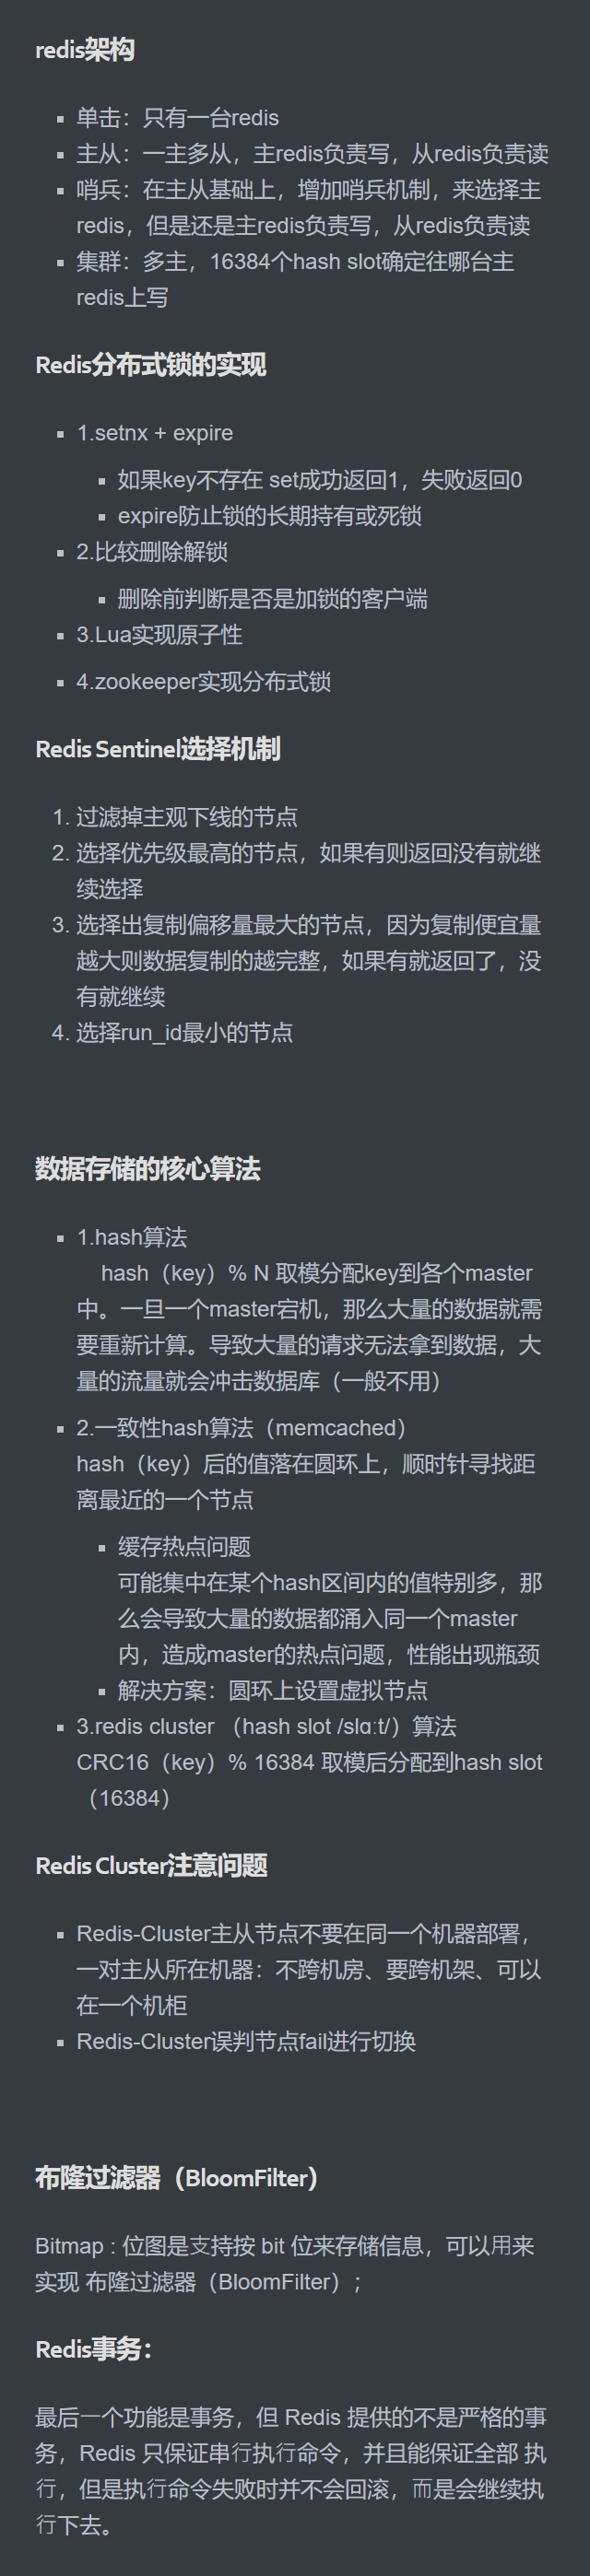 redis架构
单击：只有一台redis
主从：一主多从，主redis负责写，从redis负责读
哨兵：在主从基础上，增加哨兵机制，来选择主
redis，但是还是主redis负责写，从redis负责读
集群：多主，16384个hash slot确定往哪台主
redis上写
Redis分布式锁的实现
1.setnx + expire
如果key不存在 set成功返回1，失败返回0
expire防止锁的长期持有或死锁
2.比较删除解锁
删除前判断是否是加锁的客户端
3.Lua实现原子性
4.zookeeper实现分布式锁
Redis Sentinel选择机制
1. 过滤掉主观下线的节点
2. 选择优先级最高的节点，如果有则返回没有就继
续选择
3. 选择出复制偏移量最大的节点，因为复制便宜量
越大则数据复制的越完整，如果有就返回了，没
有就继续
4. 选择run_id最小的节点
数据存储的核心算法
1.hash算法
hash（key）% N 取模分配key到各个master
中。一旦一个master宕机，那么大量的数据就需
要重新计算。导致大量的请求无法拿到数据，大
量的流量就会冲击数据库（一般不用）
2.一致性hash算法（memcached）
hash（key）后的值落在圆环上，顺时针寻找距
离最近的一个节点
缓存热点问题
可能集中在某个hash区间内的值特别多，那
么会导致大量的数据都涌入同一个master
内，造成master的热点问题，性能出现瓶颈
解决方案：圆环上设置虚拟节点
3.redis cluster （hash slot /slɑːt/）算法
CRC16（key）% 16384 取模后分配到hash slot
（16384）
Redis Cluster注意问题
Redis-Cluster主从节点不要在同一个机器部署，
一对主从所在机器：不跨机房、要跨机架、可以
在一个机柜
Redis-Cluster误判节点fail进行切换
布隆过滤器（BloomFilter）
Bitmap : 位图是支持按 bit 位来存储信息，可以用来
实现 布隆过滤器（BloomFilter）；
Redis事务：
最后一个功能是事务，但 Redis 提供的不是严格的事
务，Redis 只保证串行执行命令，并且能保证全部 执
行，但是执行命令失败时并不会回滚，而是会继续执
行下去。